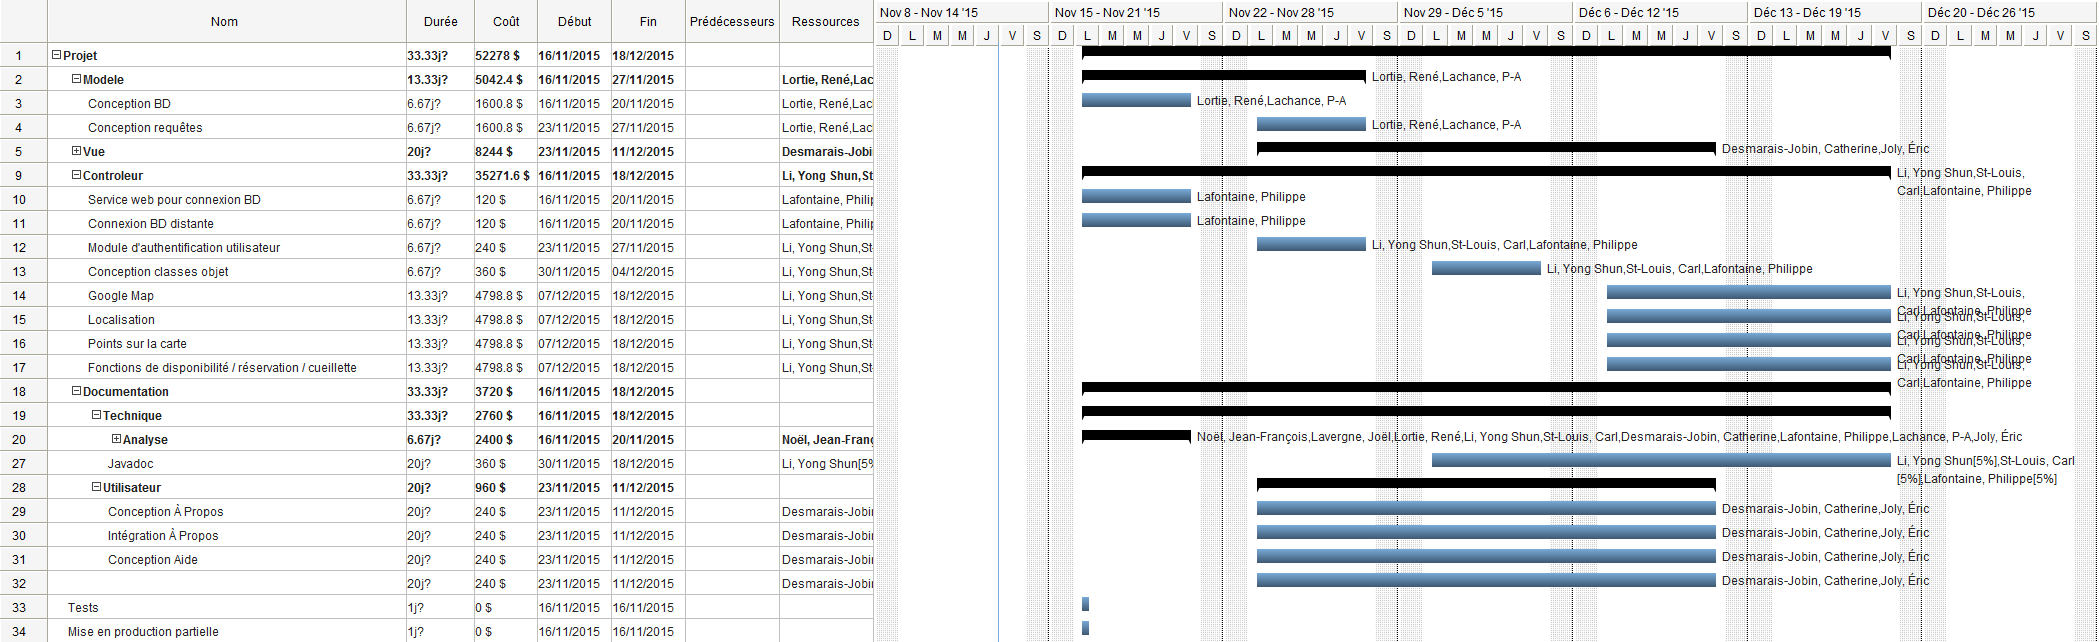 Nom Durée Coût Début Fin Prédécesseurs Ressources
Nov 8 - Nov 14 '15 Nov 15 - Nov 21 '15 Nov 22 - Nov 28 '15 Nov 29 - Déc 5 '15 Déc 6 - Déc 12 '15 Déc 13 - Déc 19 '15 Déc 20 - Déc 26 '15
D L M M J V S D L M M J V S D L M M J V S D L M M J V S D L M M J V S D L M M J V S D L M M J V S
1 Projet 33.33j? 52278 $ 16/11/2015 18/12/2015
2 Modele 13.33j? 5042.4 $ 16/11/2015 27/11/2015 Lortie, René,Lac Lortie, René,Lachance, P-A
3 Conception BD 6.67j? 1600.8 $ 16/11/2015 20/11/2015 Lortie, René,Lac Lortie, René,Lachance, P-A
4 Conception requêtes 6.67j? 1600.8 $ 23/11/2015 27/11/2015 Lortie, René,Lac Lortie, René,Lachance, P-A
5 Vue 20j? 8244 $ 23/11/2015 11/12/2015 Desmarais-Jobi Desmarais-Jobin, Catherine,Joly, Éric
9 Controleur 33.33j? 35271.6 $ 16/11/2015 18/12/2015 Li, Yong Shun,St Li, Yong Shun,St-Louis,
Carl,Lafontaine, Philippe
10 Service web pour connexion BD 6.67j? 120 $ 16/11/2015 20/11/2015 Lafontaine, Philip Lafontaine, Philippe
11 Connexion BD distante 6.67j? 120 $ 16/11/2015 20/11/2015 Lafontaine, Philip Lafontaine, Philippe
12 Module d'authentification utilisateur 6.67j? 240 $ 23/11/2015 27/11/2015 Li, Yong Shun,St Li, Yong Shun,St-Louis, Carl,Lafontaine, Philippe
13 Conception classes objet 6.67j? 360 $ 30/11/2015 04/12/2015 Li, Yong Shun,St Li, Yong Shun,St-Louis, Carl,Lafontaine, Philippe
14 Google Map 13.33j? 4798.8 $ 07/12/2015 18/12/2015 Li, Yong Shun,St Li, Yong Shun,St-Louis,
Carl,Lafontaine, Philippe
15 Localisation 13.33j? 4798.8 $ 07/12/2015 18/12/2015 Li, Yong Shun,St Li, Yong Shun,St-Louis,
Carl,Lafontaine, Philippe
16 Points sur la carte 13.33j? 4798.8 $ 07/12/2015 18/12/2015 Li, Yong Shun,St Li, Yong Shun,St-Louis,
Carl,Lafontaine, Philippe
17 Fonctions de disponibilité / réservation / cueillette 13.33j? 4798.8 $ 07/12/2015 18/12/2015 Li, Yong Shun,St Li, Yong Shun,St-Louis,
Carl,Lafontaine, Philippe
18 Documentation 33.33j? 3720 $ 16/11/2015 18/12/2015
19 Technique 33.33j? 2760 $ 16/11/2015 18/12/2015
20 Analyse 6.67j? 2400 $ 16/11/2015 20/11/2015 Noël, Jean-Franç Noël, Jean-François,Lavergne, Joël,Lortie, René,Li, Yong Shun,St-Louis, Carl,Desmarais-Jobin, Catherine,Lafontaine, Philippe,Lachance, P-A,Joly, Éric
27 Javadoc 20j? 360 $ 30/11/2015 18/12/2015 Li, Yong Shun[5% Li, Yong Shun[5%],St-Louis, Carl
[5%],Lafontaine, Philippe[5%]
28 Utilisateur 20j? 960 $ 23/11/2015 11/12/2015
29 Conception À Propos 20j? 240 $ 23/11/2015 11/12/2015 Desmarais-Jobi Desmarais-Jobin, Catherine,Joly, Éric
30 Intégration À Propos 20j? 240 $ 23/11/2015 11/12/2015 Desmarais-Jobi Desmarais-Jobin, Catherine,Joly, Éric
31 Conception Aide 20j? 240 $ 23/11/2015 11/12/2015 Desmarais-Jobi Desmarais-Jobin, Catherine,Joly, Éric
32 20j? 240 $ 23/11/2015 11/12/2015 Desmarais-Jobi Desmarais-Jobin, Catherine,Joly, Éric
33 Tests 1j? 0 $ 16/11/2015 16/11/2015
34 Mise en production partielle 1j? 0 $ 16/11/2015 16/11/2015